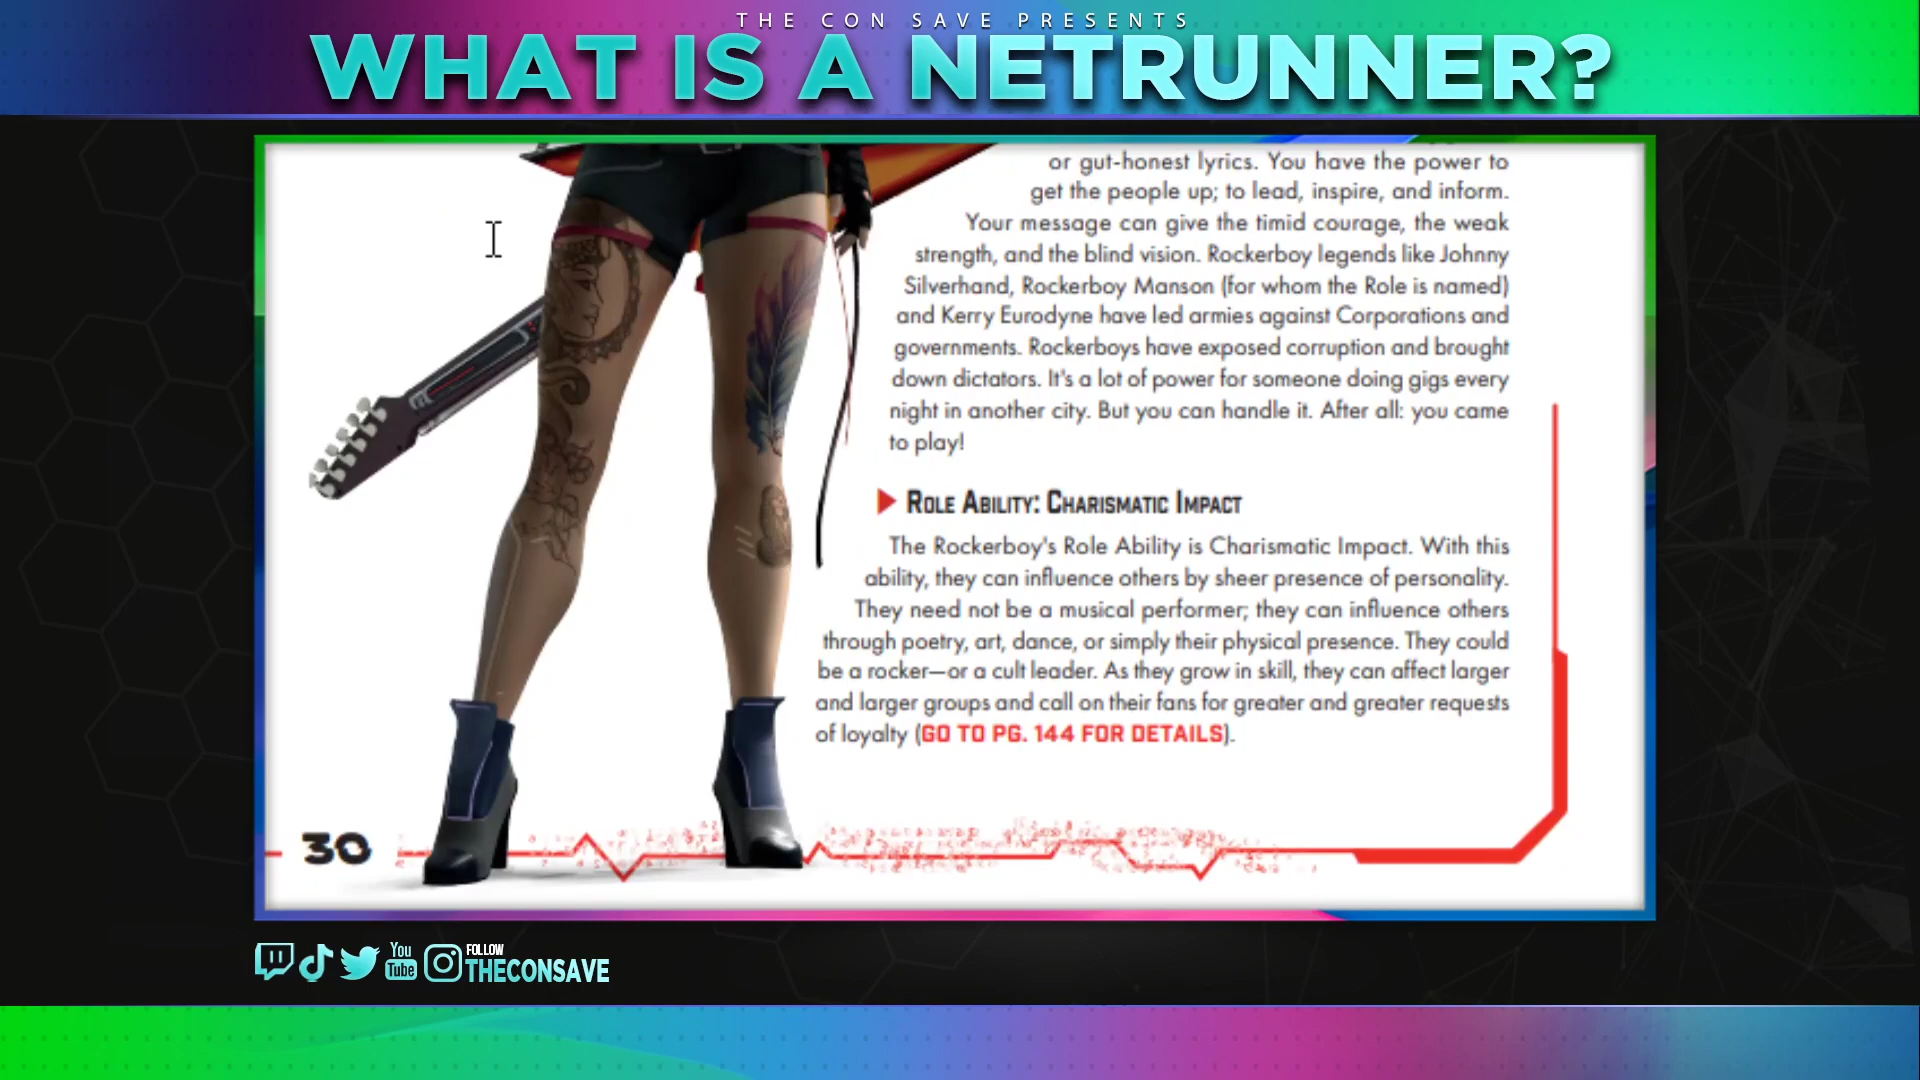 THE CON SAVE PRESENTS
WHAT IS A NETRUNNER?
or gut-honest lyrics. You have the power to
get the people up; to lead, inspire, and inform.
Your message can give the timid courage, the weak
strength, and the blind vision. Rockerboy legends like Johnny
Silverhand, Rockerboy Manson (for whom the Role is named)
and Kerry Eurodyne have led armies against Corporations and
governments. Rockerboys have exposed corruption and brought
down dictators. It's a lot of power for someone doing gigs every
night in another city. But you can handle it. After all: you came
to play!
ROLE ABILITY: CHARISMATIC IMPACT
The Rockerboy's Role Ability is Charismatic Impact. With this
ability, they can influence others by sheer presence of personality.
They need not be a musical performer; they can influence others
through poetry, art, dance, or simply their physical presence. They could
be a rocker—or a cult leader. As they grow in skill, they can affect larger
and larger groups and call on their fans for greater and greater requests
of loyalty (GO TO PG. 144 FOR DETAILS).
30
You
Tube
FOLLOW
THECONSAVE